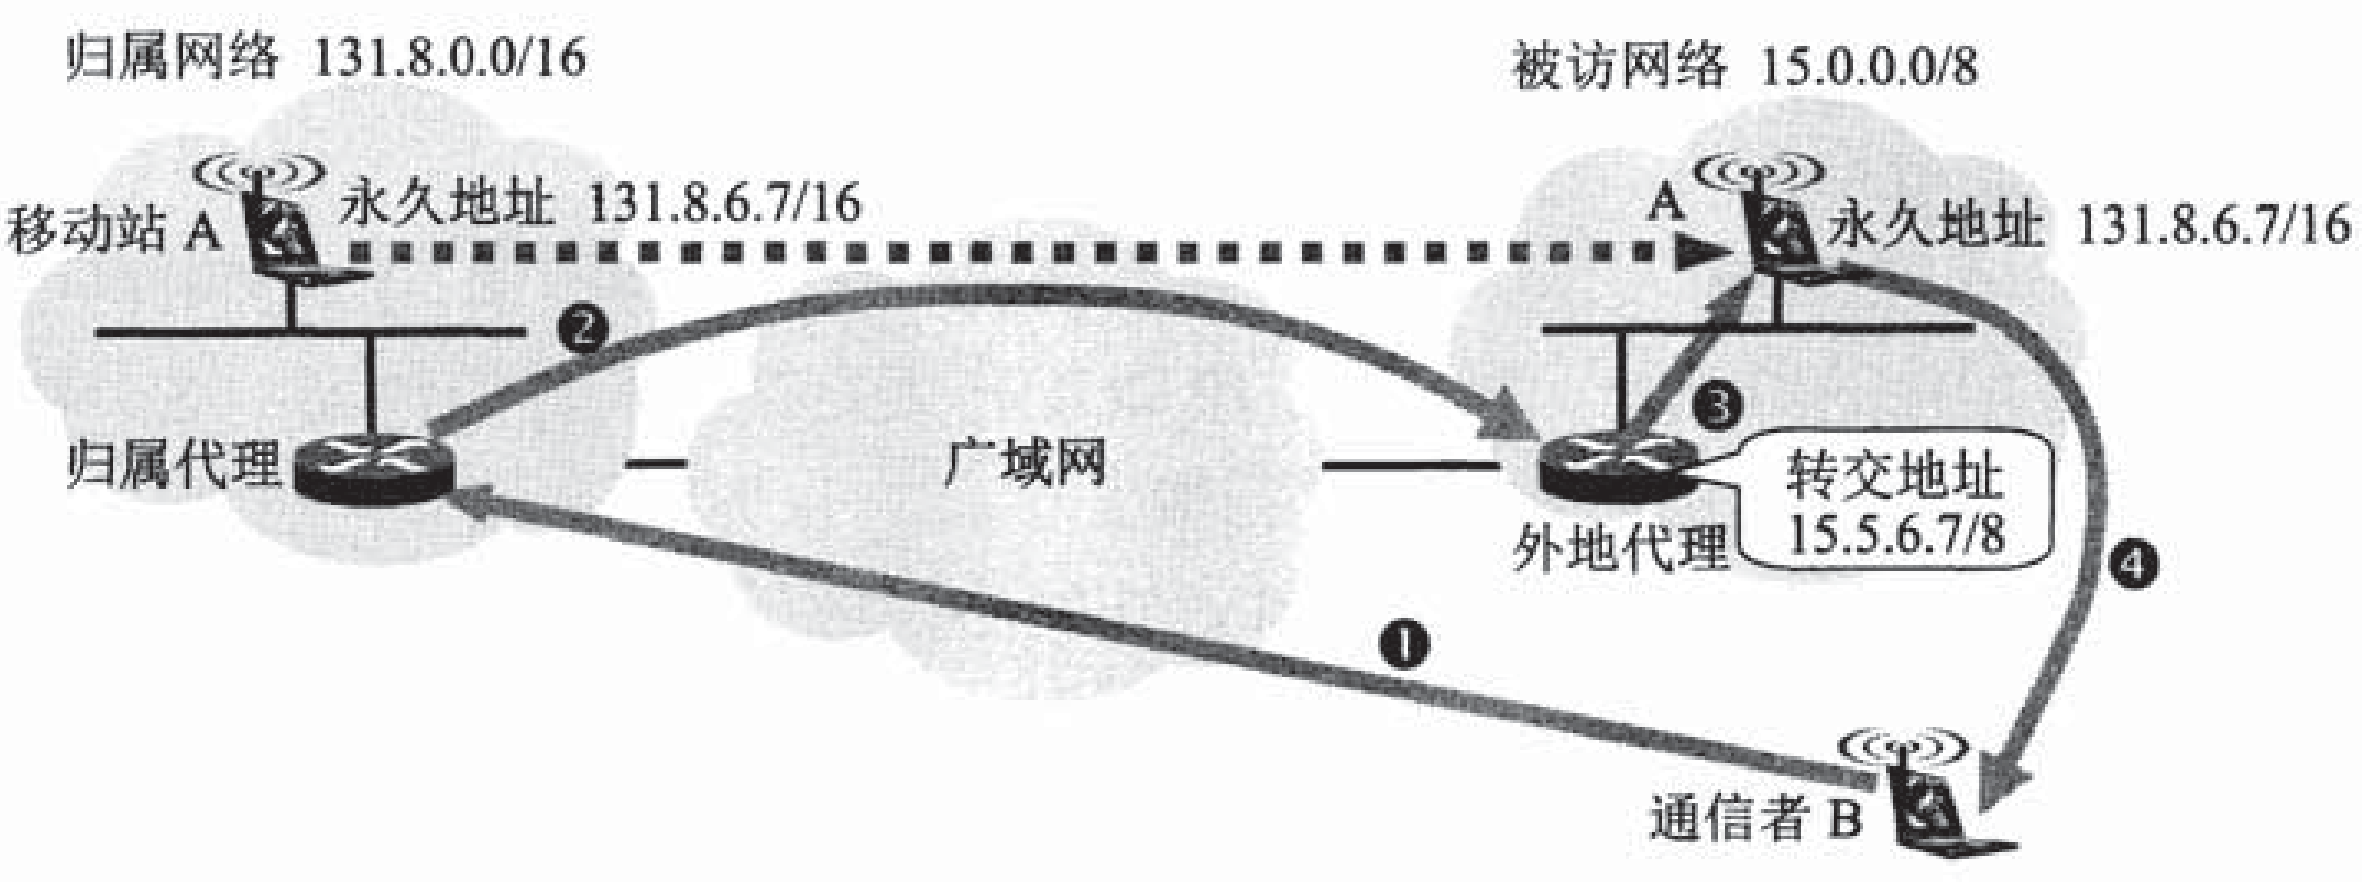 归属网络 131.8.0.0/16
被访网络 15.0.0.0/8
永久地址 131.8.6.7/16
移动站 A
A
永久地址 131.8.6.7/16
❷
❸
归属代理
广域网
转交地址
15.5.6.7/8
外地代理
❹
❶
通信者 B